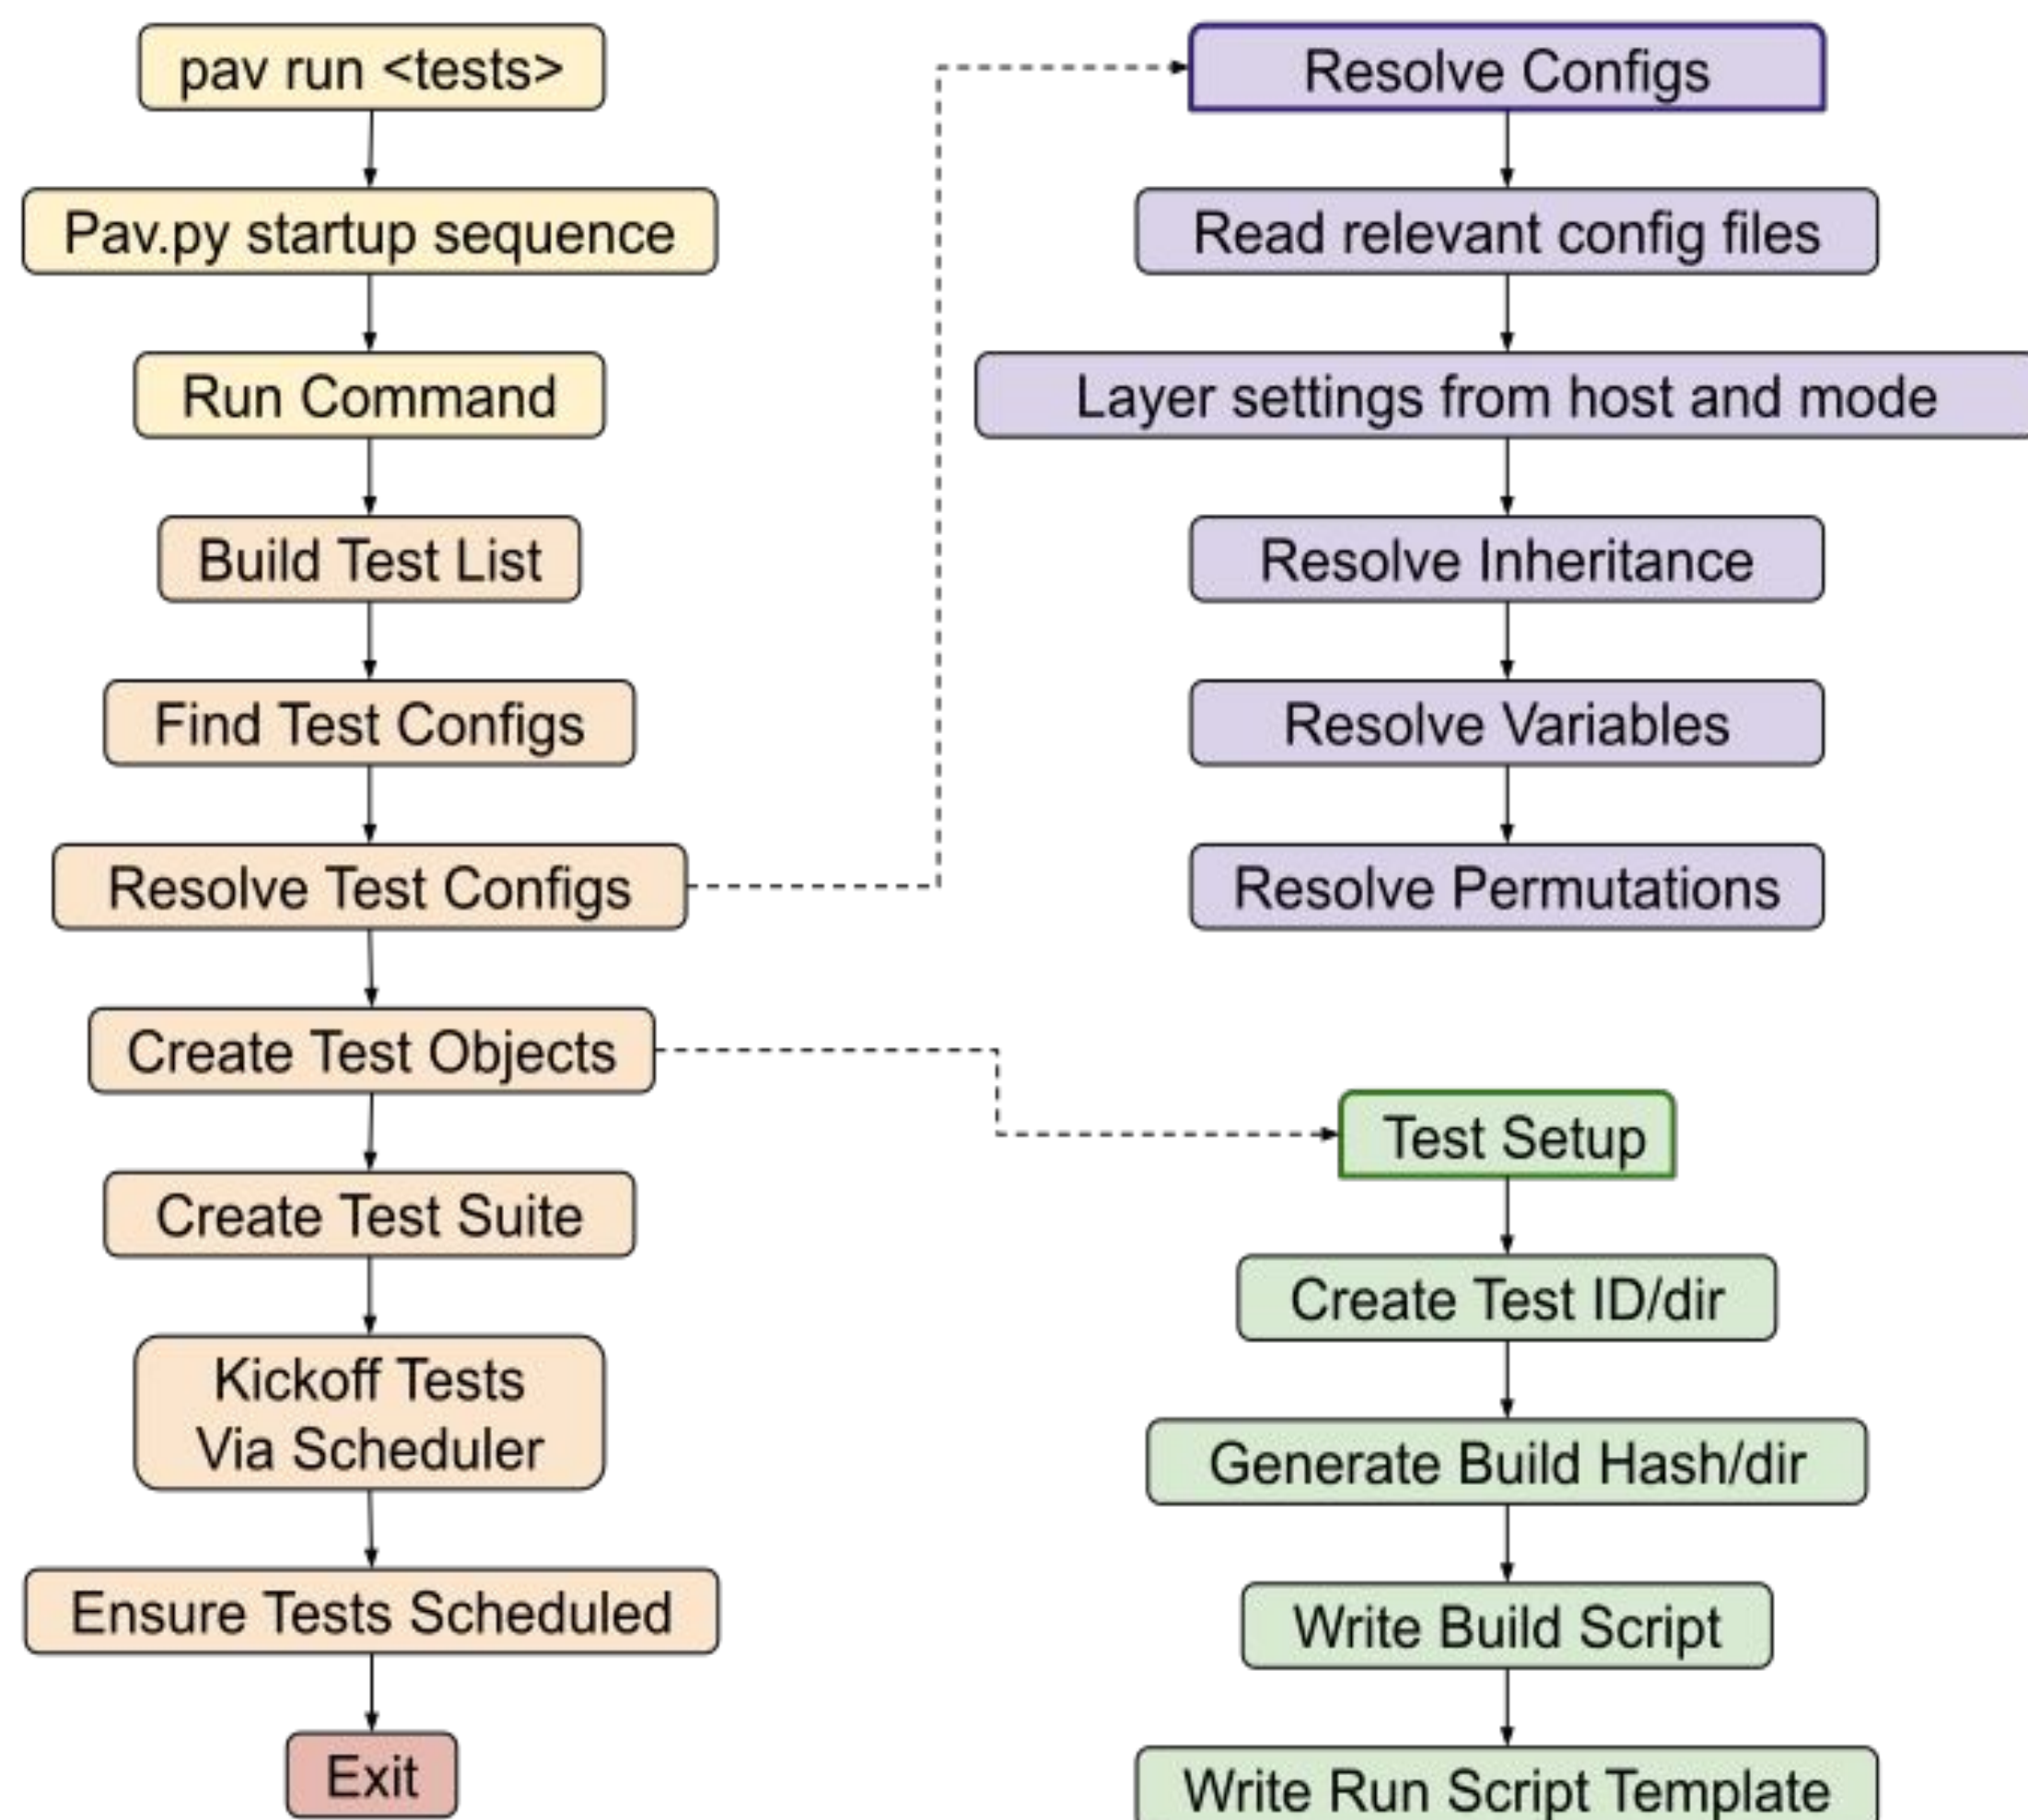 pav run <tests>
Pav.py startup sequence
Run Command
Build Test List
Find Test Configs
Resolve Test Configs
Create Test Objects
Create Test Suite
Kickoff Tests
Via Scheduler
Ensure Tests Scheduled
Exit
Resolve Configs
Read relevant config files
Layer settings from host and mode
Resolve Inheritance
Resolve Variables
Resolve Permutations
Test Setup
Create Test ID/dir
Generate Build Hash/dir
Write Build Script
Write Run Script Template